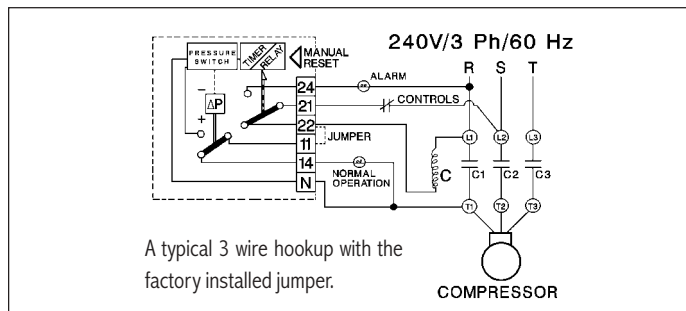 240V/3 Ph/60 Hz
R S T
PRESSURE SWITCH
TIMER
RELAY
MANUAL RESET
24
ALARM
21
CONTROLS
22
JUMPER
11
14
NORMAL OPERATION
N
ΔP
−
+
L1 L2 L3
C C1 C2 C3
T1 T2 T3
COMPRESSOR
A typical 3 wire hookup with the
factory installed jumper.